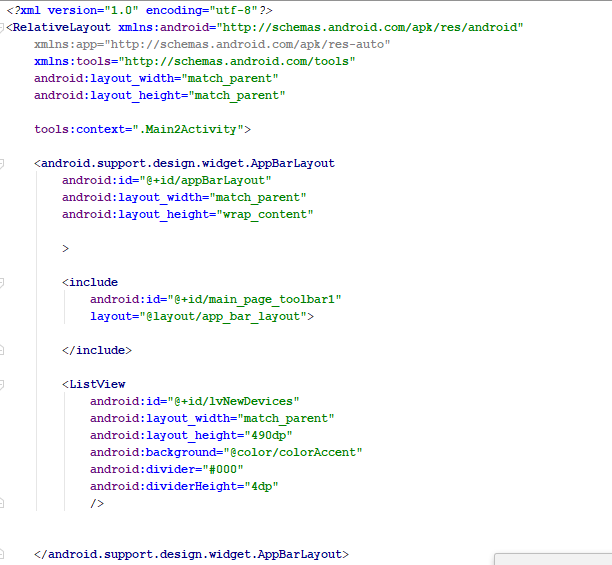 <?xml version="1.0" encoding="utf-8"?>
<RelativeLayout xmlns:android="http://schemas.android.com/apk/res/android"
    xmlns:app="http://schemas.android.com/apk/res-auto"
    xmlns:tools="http://schemas.android.com/tools"
    android:layout_width="match_parent"
    android:layout_height="match_parent"
    tools:context=".Main2Activity">
    <android.support.design.widget.AppBarLayout
        android:id="@+id/appBarLayout"
        android:layout_width="match_parent"
        android:layout_height="wrap_content"
        >
        <include
            android:id="@+id/main_page_toolbar1"
            layout="@layout/app_bar_layout">
        </include>
        <ListView
            android:id="@+id/lvNewDevices"
            android:layout_width="match_parent"
            android:layout_height="490dp"
            android:background="@color/colorAccent"
            android:divider="#000"
            android:dividerHeight="4dp"
            />
    </android.support.design.widget.AppBarLayout>